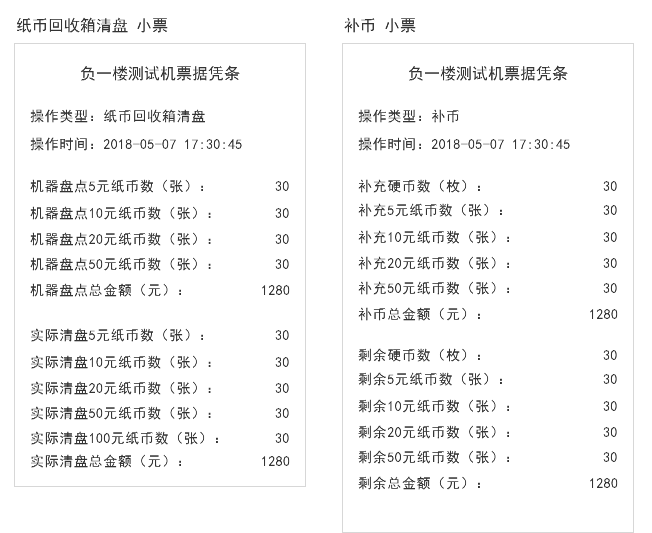 纸币回收箱清盘 小票
负一楼测试机票据凭条
操作类型：纸币回收箱清盘
操作时间：2018-05-07 17:30:45
机器盘点5元纸币数（张）： 30
机器盘点10元纸币数（张）： 30
机器盘点20元纸币数（张）： 30
机器盘点50元纸币数（张）： 30
机器盘点总金额（元）： 1280
实际清盘5元纸币数（张）： 30
实际清盘10元纸币数（张）： 30
实际清盘20元纸币数（张）： 30
实际清盘50元纸币数（张）： 30
实际清盘100元纸币数（张）： 30
实际清盘总金额（元）： 1280
补币 小票
负一楼测试机票据凭条
操作类型：补币
操作时间：2018-05-07 17:30:45
补充硬币数（枚）： 30
补充5元纸币数（张）： 30
补充10元纸币数（张）： 30
补充20元纸币数（张）： 30
补充50元纸币数（张）： 30
补币总金额（元）： 1280
剩余硬币数（枚）： 30
剩余5元纸币数（张）： 30
剩余10元纸币数（张）： 30
剩余20元纸币数（张）： 30
剩余50元纸币数（张）： 30
剩余总金额（元）： 1280